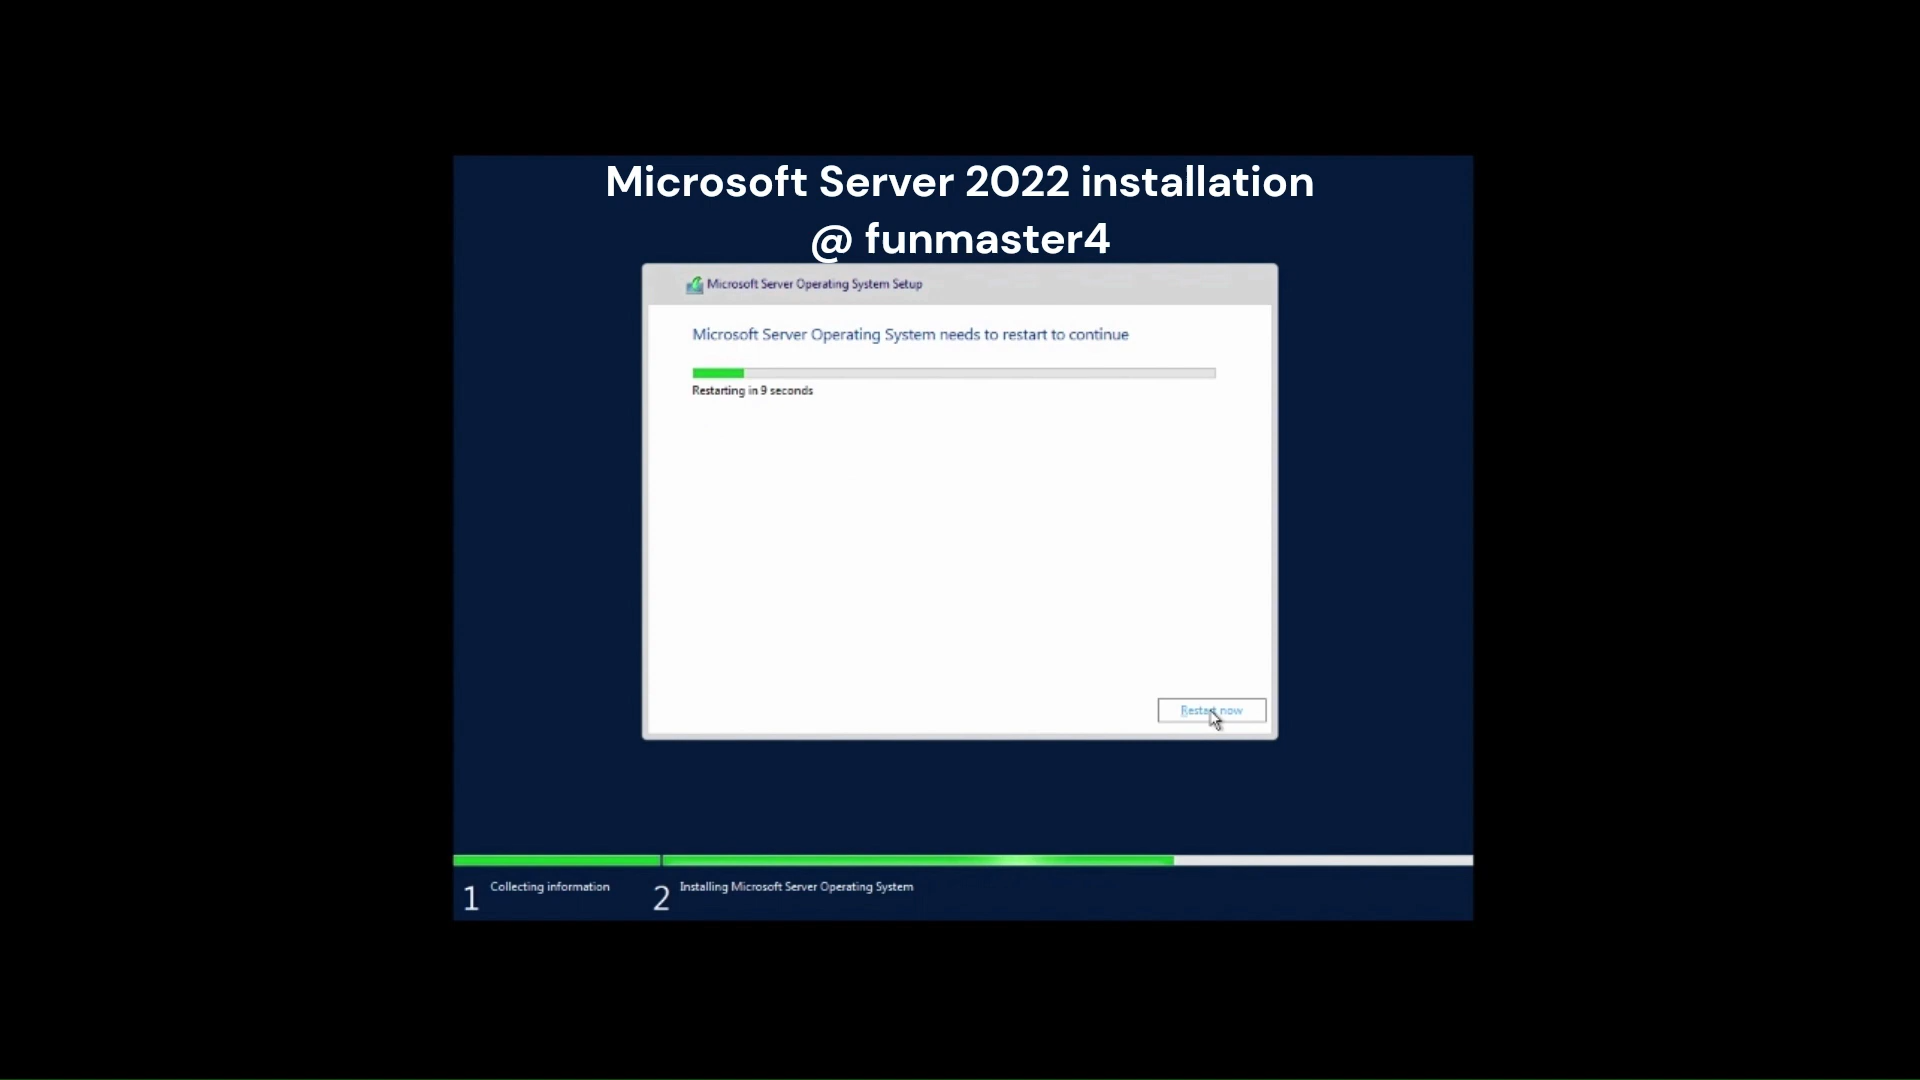 Microsoft Server 2022 installation
@ funmaster4
Microsoft Server Operating System Setup
Microsoft Server Operating System needs to restart to continue
Restarting in 9 seconds
Restart now
1 Collecting information
2 Installing Microsoft Server Operating System